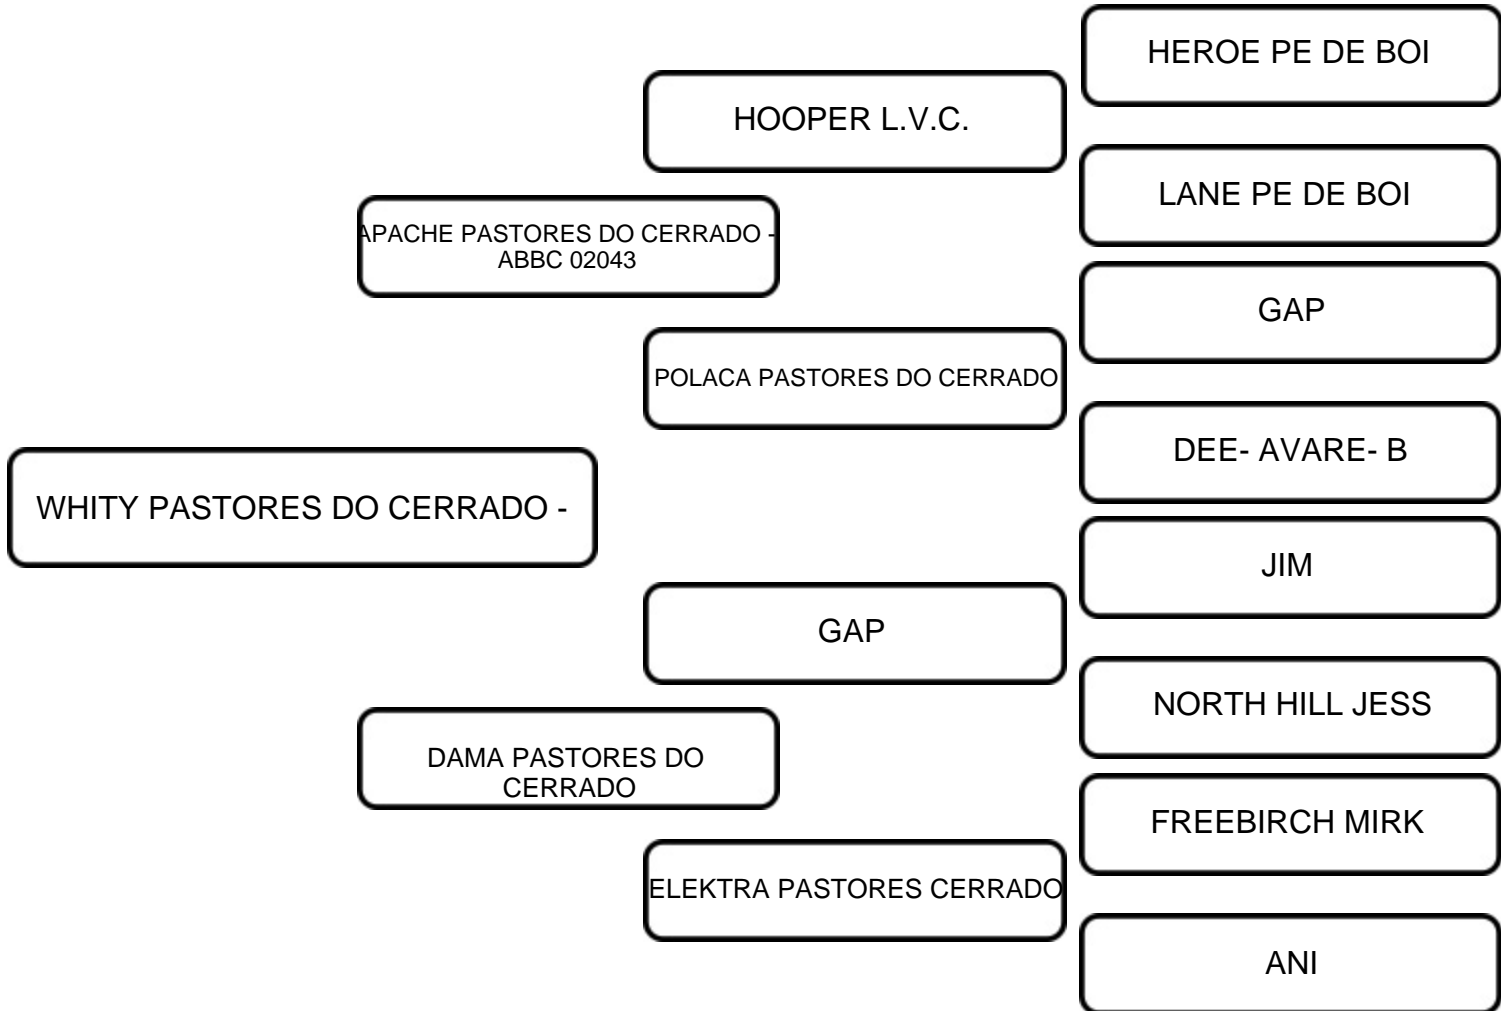 HEROE PE DE BOI
HOOPER L.V.C.
LANE PE DE BOI
APACHE PASTORES DO CERRADO -
ABBC 02043
GAP
POLACA PASTORES DO CERRADO
DEE- AVARE- B
WHITY PASTORES DO CERRADO -
JIM
GAP
NORTH HILL JESS
DAMA PASTORES DO
CERRADO
FREEBIRCH MIRK
ELEKTRA PASTORES CERRADO
ANI